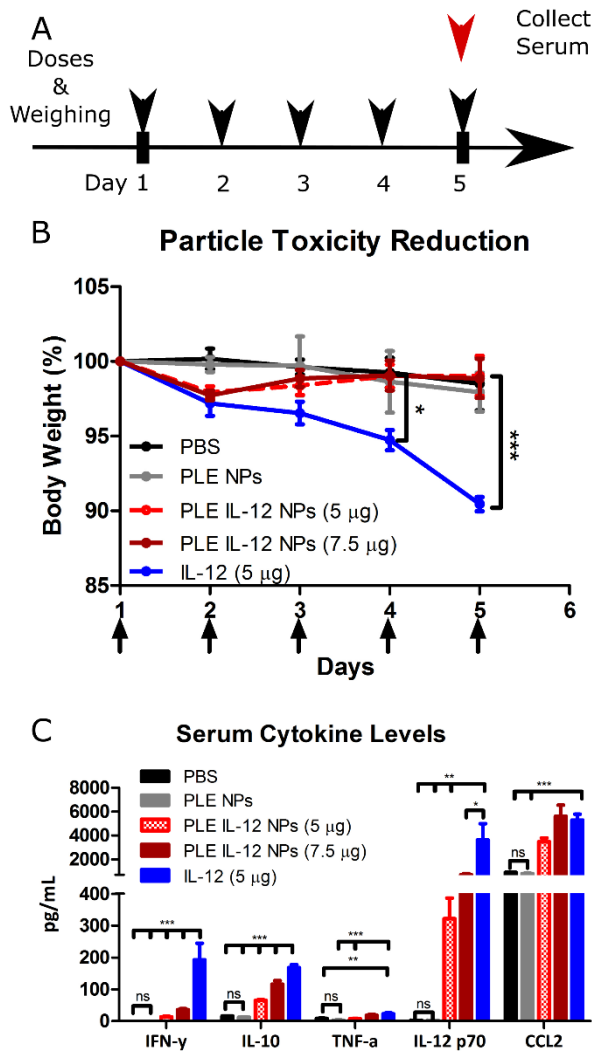 A
Collect
Serum
Doses
&
Weighing
Day 1 2 3 4 5
B
Particle Toxicity Reduction
Body Weight (%)
105
100
95
90
85
PBS
PLE NPs
PLE IL-12 NPs (5 µg)
PLE IL-12 NPs (7.5 µg)
IL-12 (5 µg)
*
***
1 2 3 4 5 6
Days
C
Serum Cytokine Levels
PBS
PLE NPs
PLE IL-12 NPs (5 µg)
PLE IL-12 NPs (7.5 µg)
IL-12 (5 µg)
pg/mL
8000
6000
4000
2000
400
300
200
100
0
ns
***
ns
***
ns
***
**
ns
**
*
ns
***
IFN-y IL-10 TNF-a IL-12 p70 CCL2